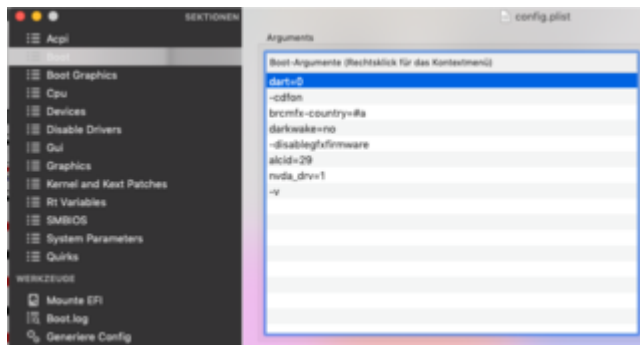 SEKTIONEN
Acpi
Boot
Boot Graphics
Cpu
Devices
Disable Drivers
Gui
Graphics
Kernel and Kext Patches
Rt Variables
SMBIOS
System Parameters
Quirks
WERKZEUGE
Mounte EFI
Boot.log
Generiere Config
config.plist
Arguments
Boot-Argumente (Rechtsklick für das Kontextmenü)
dart=0
-cdfon
brcmfx-country=#a
darkwake=no
-disablegfxfirmware
alcid=29
nvda_drv=1
-v